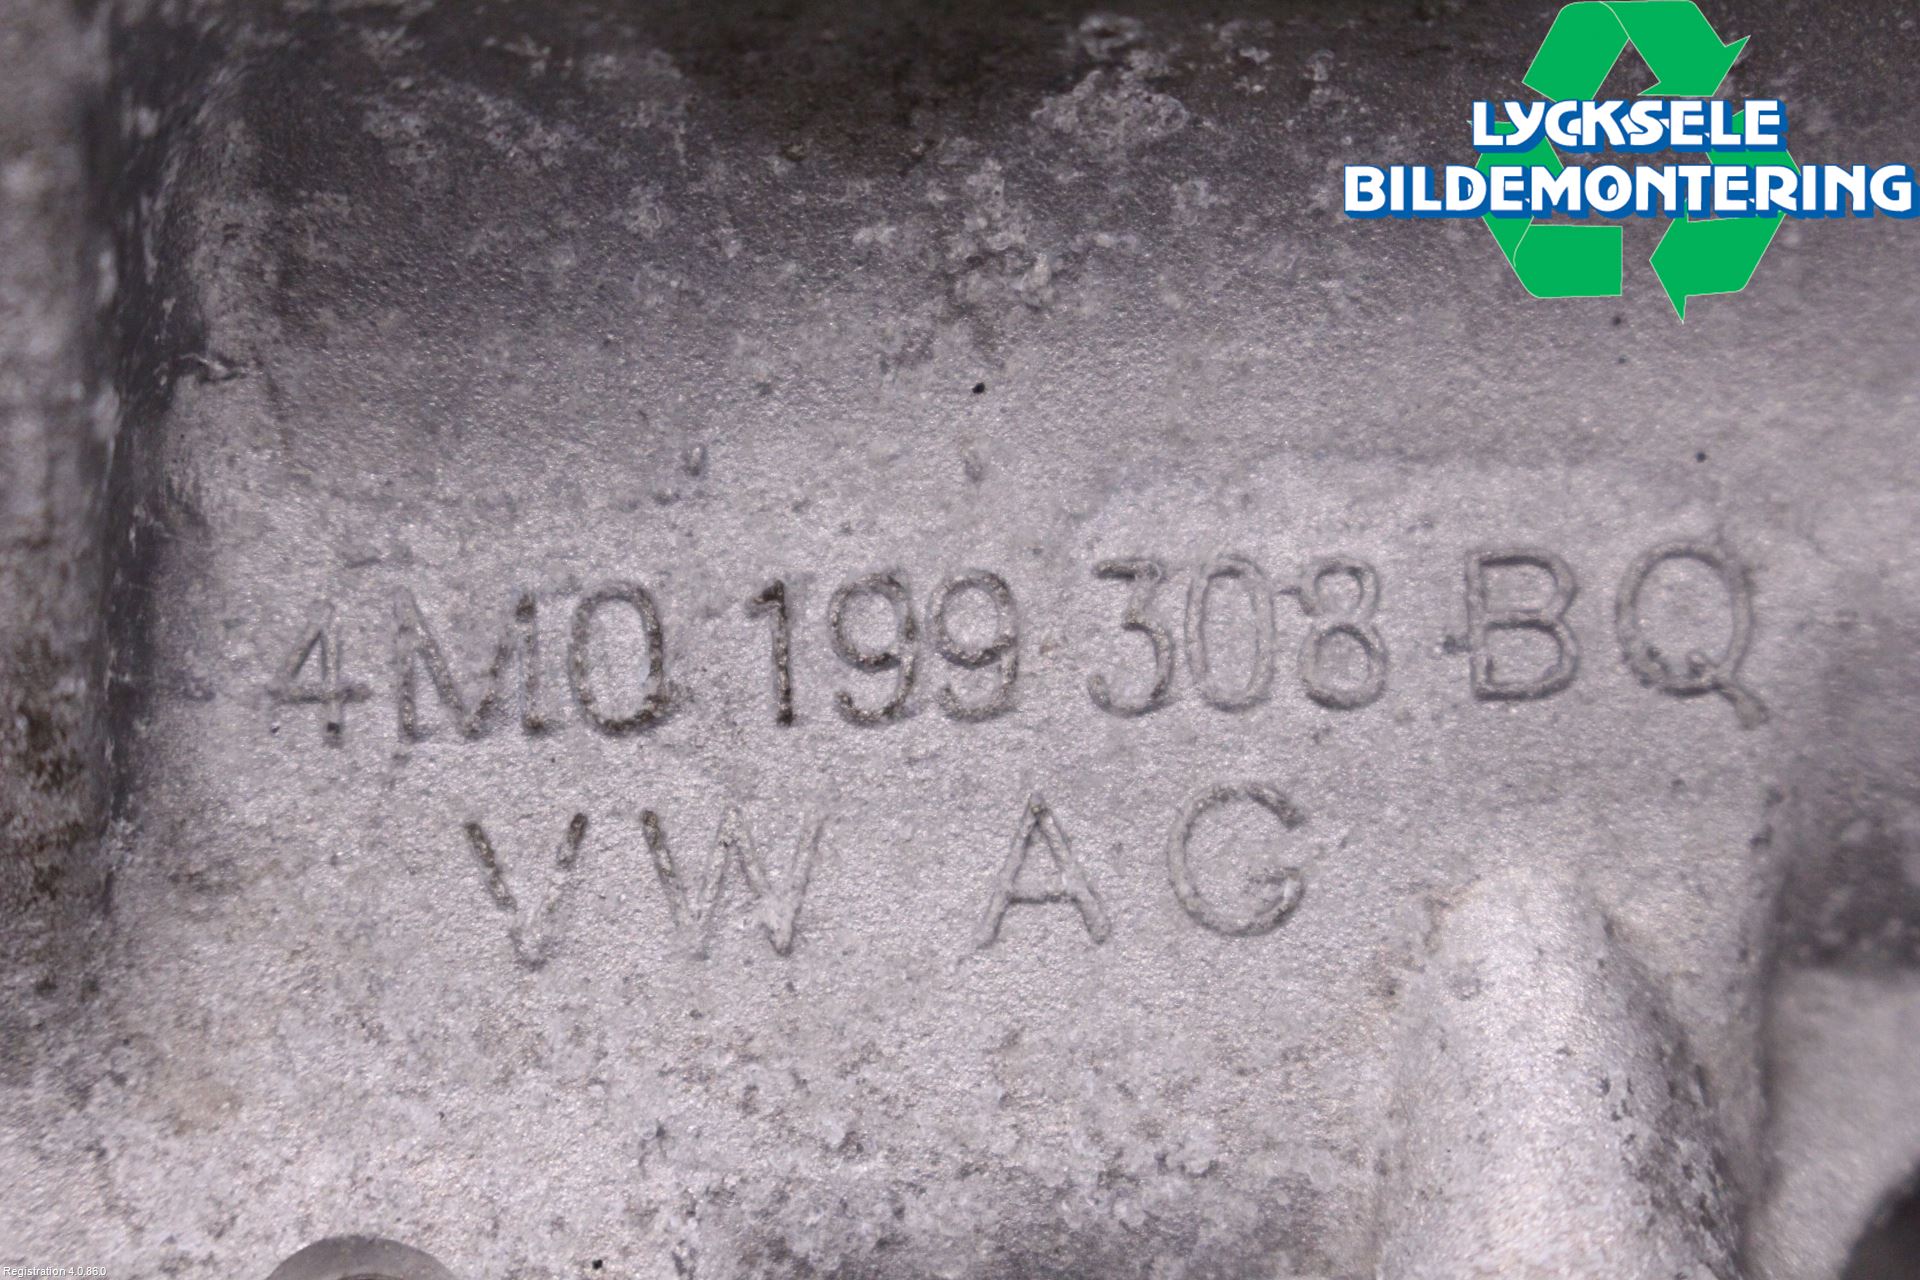 LYCKSELE
BILDEMONTERING
4M0 199 308 BQ
VW AG
Registration 4.0.86.0